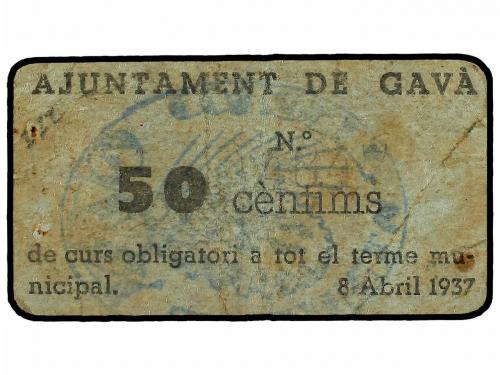 AJUNTAMENT DE GAVÀ
N.º
50 cèntims
de curs obligatori a tot el terme mu-
nicipal. 8 Abril 1937